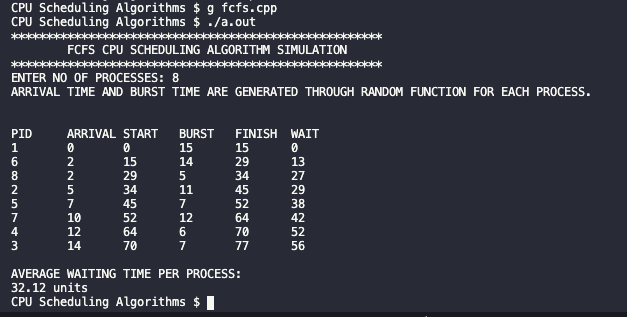 CPU Scheduling Algorithms $ g fcfs.cpp
CPU Scheduling Algorithms $ ./a.out
*****************************************************
FCFS CPU SCHEDULING ALGORITHM SIMULATION
*****************************************************
ENTER NO OF PROCESSES: 8
ARRIVAL TIME AND BURST TIME ARE GENERATED THROUGH RANDOM FUNCTION FOR EACH PROCESS.
PID ARRIVAL START BURST FINISH WAIT
1 0 0 15 15 0
6 2 15 14 29 13
8 2 29 5 34 27
2 5 34 11 45 29
5 7 45 7 52 38
7 10 52 12 64 42
4 12 64 6 70 52
3 14 70 7 77 56
AVERAGE WAITING TIME PER PROCESS:
32.12 units
CPU Scheduling Algorithms $